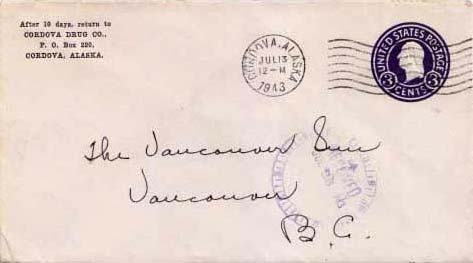 After 10 days, return to
CORDOVA DRUG CO.,
P. O. Box 220,
CORDOVA, ALASKA.
CORDOVA, ALASKA
JUL 13
12-M
1943
UNITED STATES POSTAGE
3 CENTS 3
The Vancouver Sun
Vancouver
B.C.